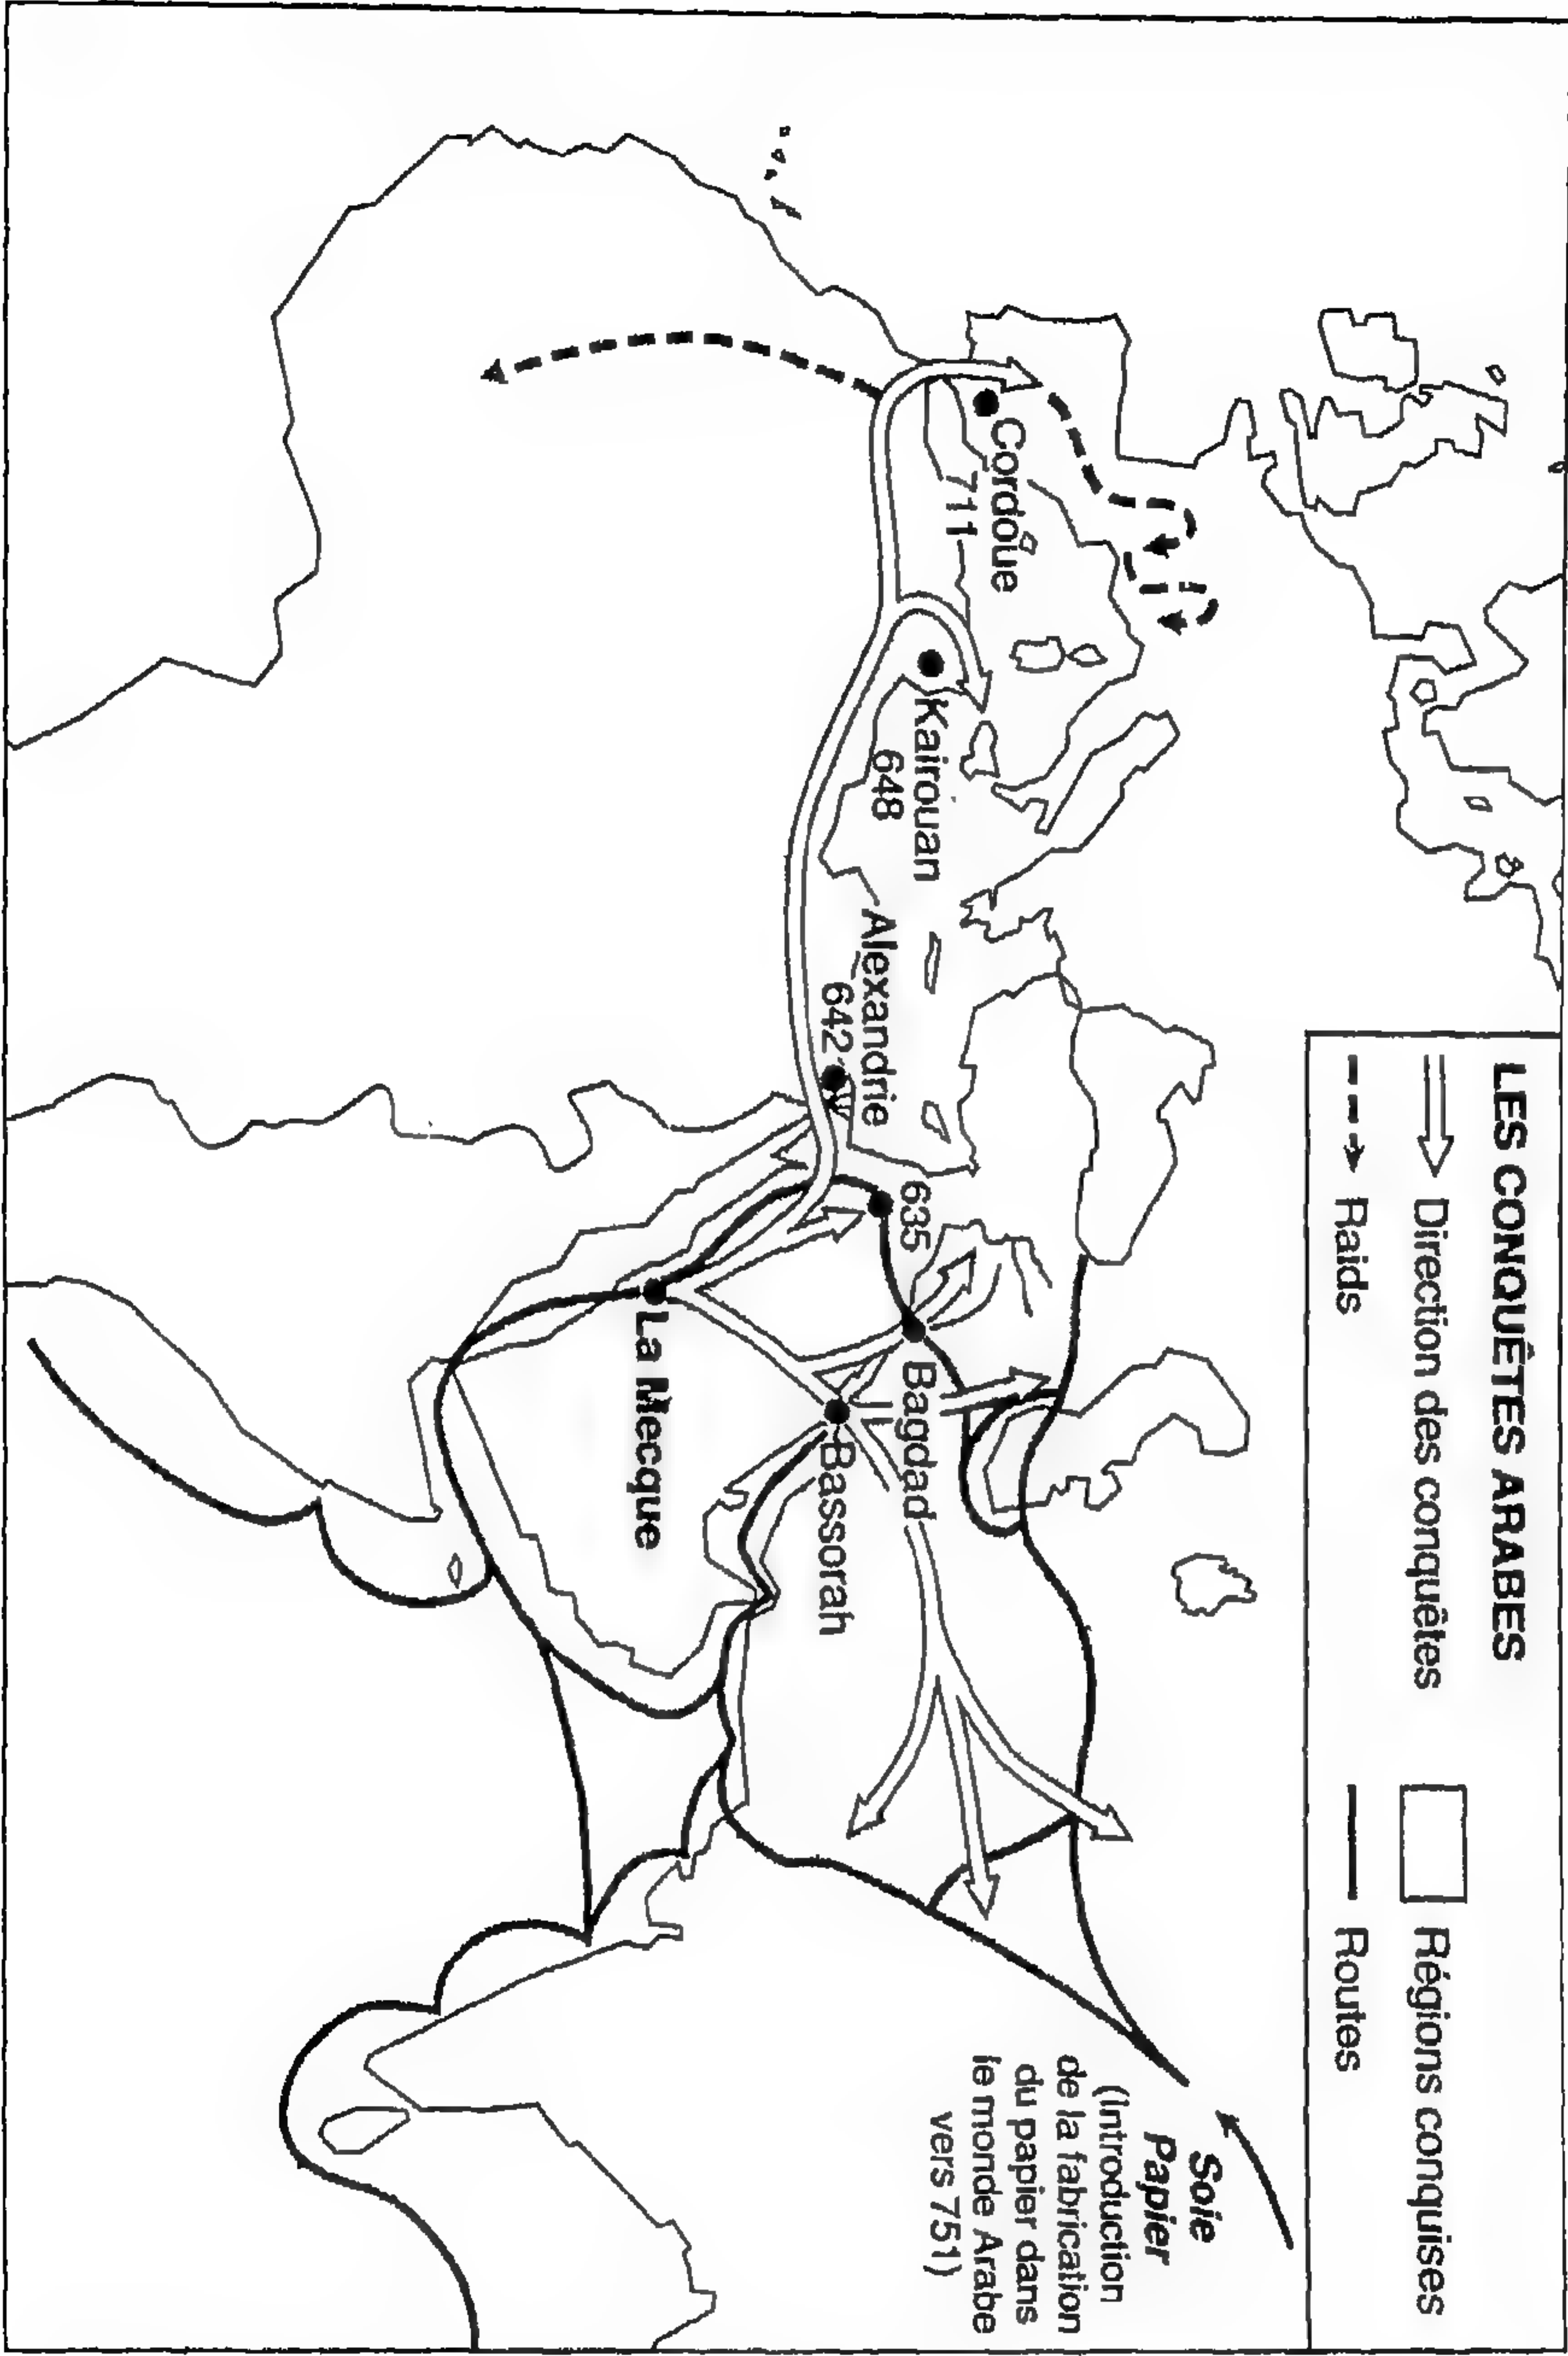 LES CONQUÊTES ARABES
Direction des conquêtes
Raids
Régions conquises
Routes
Cordoue
711
Kairouan
648
Alexandrie
642
635
Bagdad
Bassorah
La Mecque
Soie
Papier
(Introduction
de la fabrication
du papier dans
le monde Arabe
vers 751)